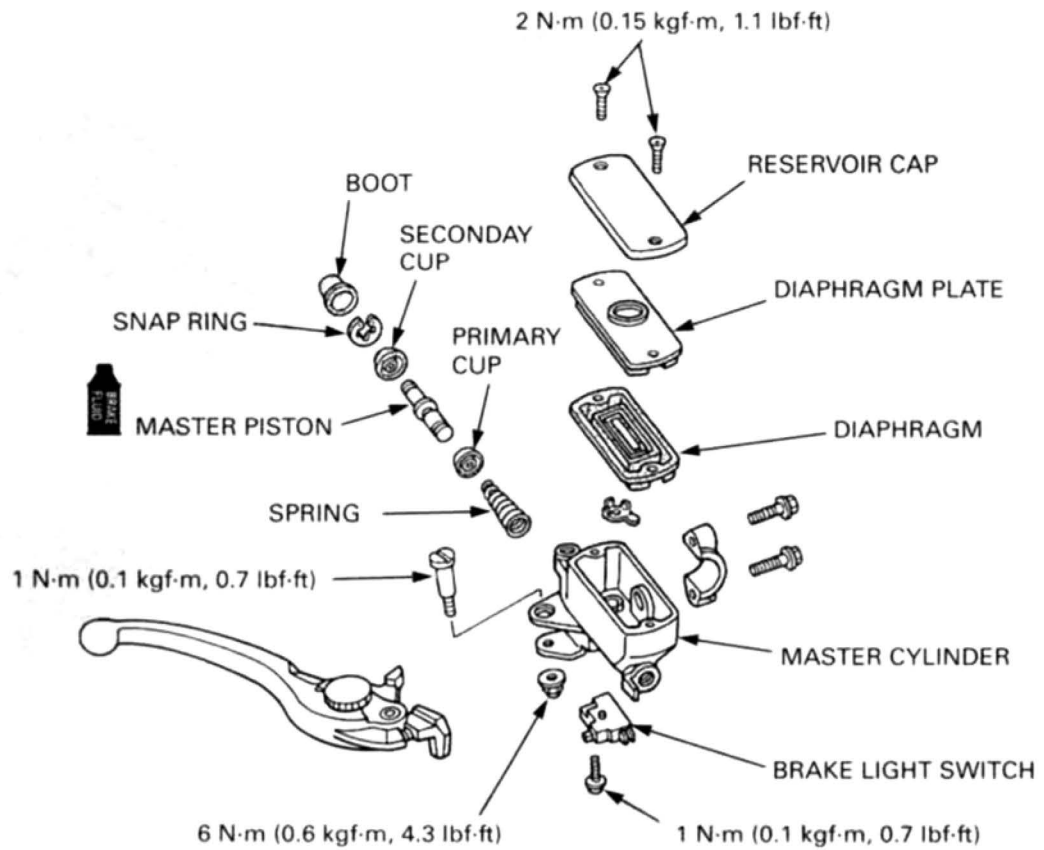 2 N·m (0.15 kgf·m, 1.1 lbf·ft)
RESERVOIR CAP
BOOT
SECONDAY
CUP
DIAPHRAGM PLATE
SNAP RING
PRIMARY
CUP
BRAKE
FLUID
MASTER PISTON
DIAPHRAGM
SPRING
1 N·m (0.1 kgf·m, 0.7 lbf·ft)
MASTER CYLINDER
BRAKE LIGHT SWITCH
6 N·m (0.6 kgf·m, 4.3 lbf·ft)
1 N·m (0.1 kgf·m, 0.7 lbf·ft)